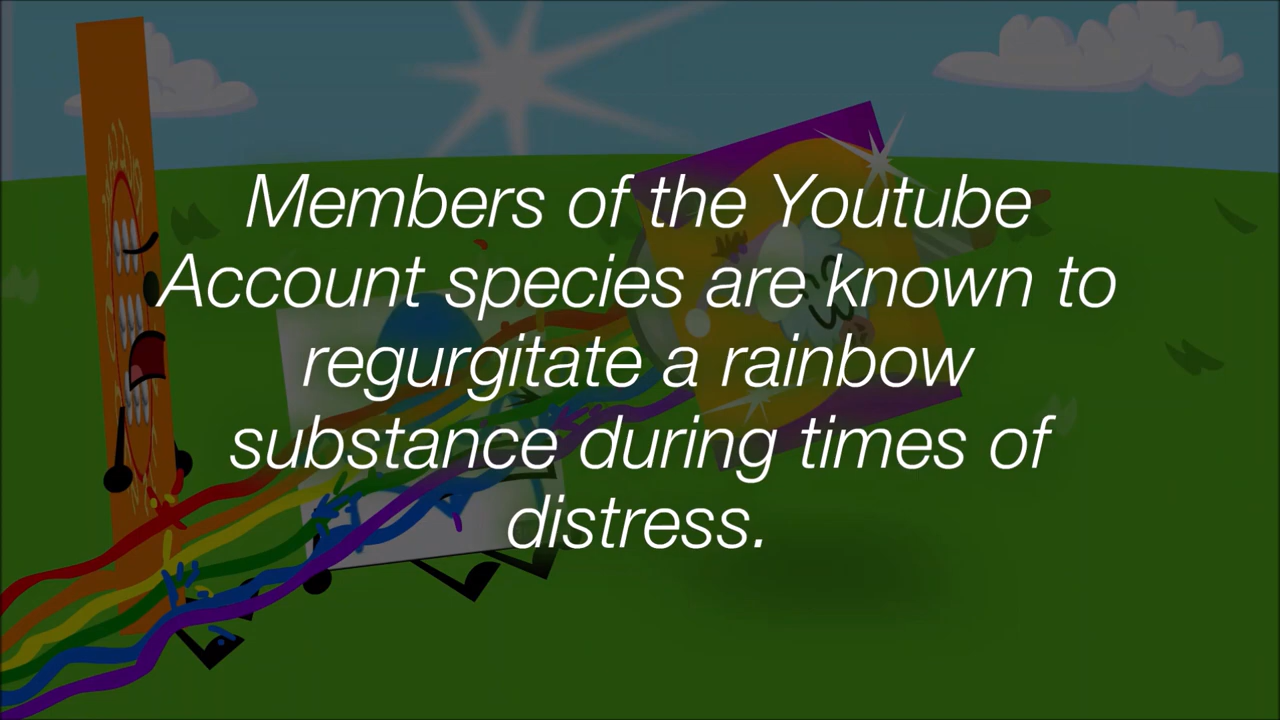 Members of the Youtube
Account species are known to
regurgitate a rainbow
substance during times of
distress.